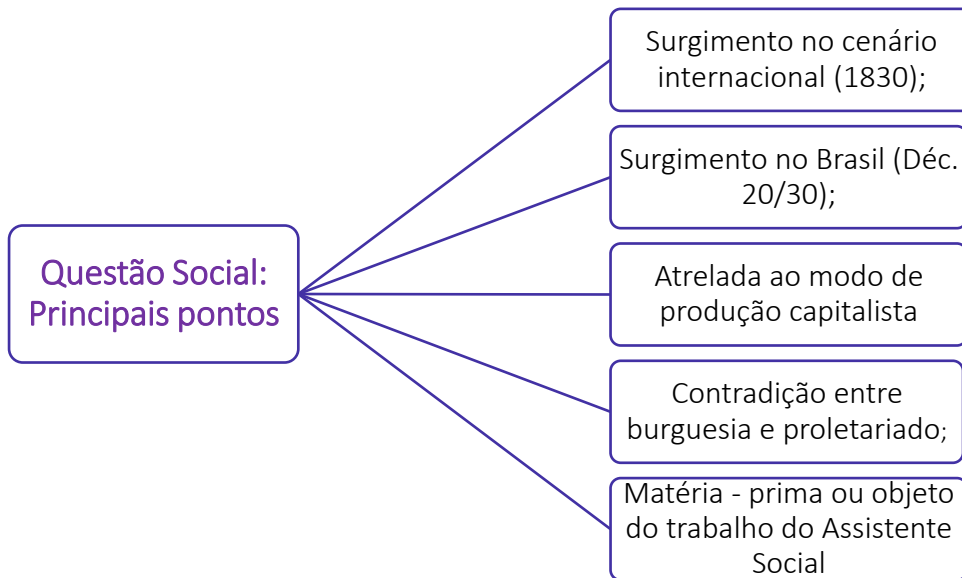 Questão Social:
Principais pontos
Surgimento no cenário
internacional (1830);
Surgimento no Brasil (Déc.
20/30);
Atrelada ao modo de
produção capitalista
Contradição entre
burguesia e proletariado;
Matéria - prima ou objeto
do trabalho do Assistente
Social